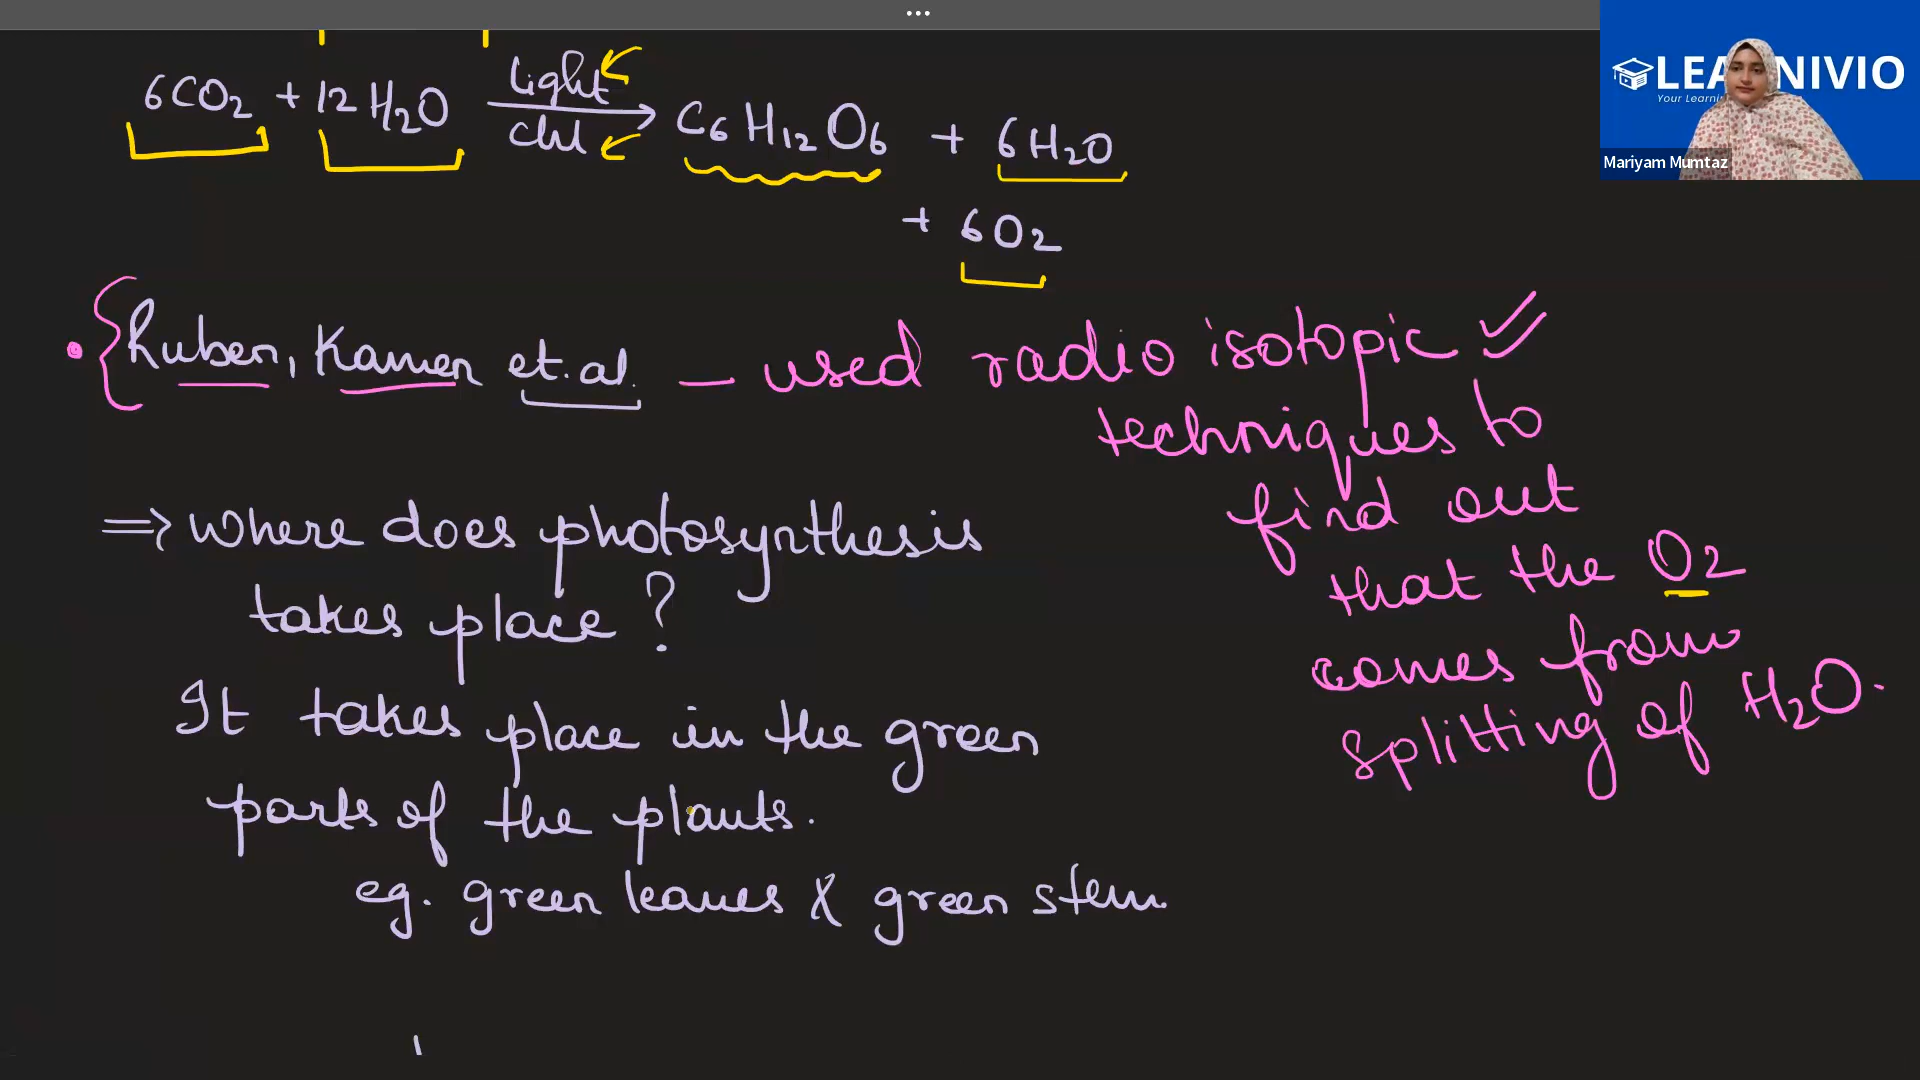 ...
LEARNIVIO
Your Learni
Mariyam Mumtaz
6CO2 + 12H2O Light C6H12O6 + 6H2O
chl
+ 6O2
• { Ruben, Kamen et.al. — used radio isotopic
techniques to
find out
that the O2
comes from
splitting of H2O.
⇒ where does photosynthesis
takes place?
It takes place in the green
parts of the plants.
eg. green leaves & green stem.